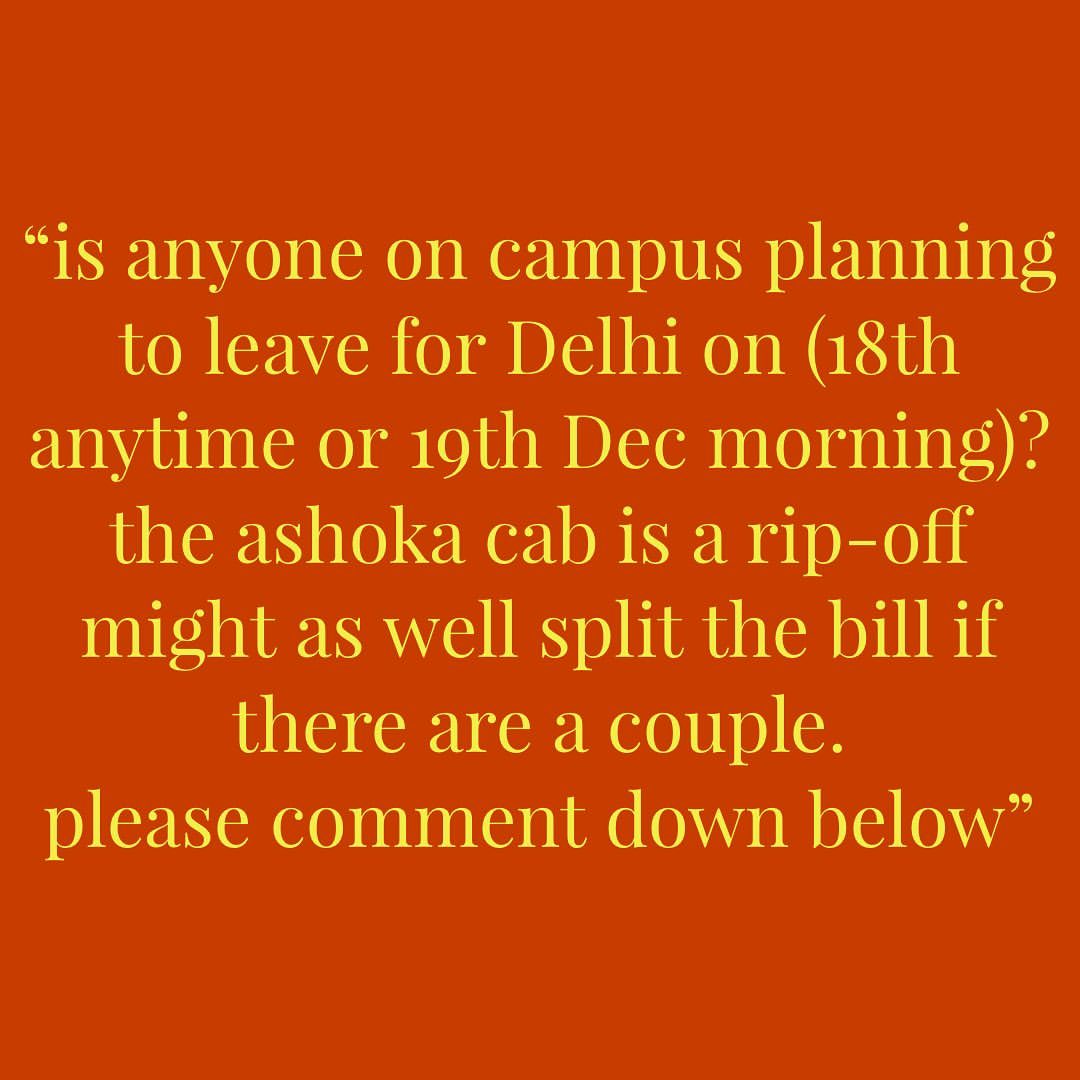 “is anyone on campus planning
to leave for Delhi on (18th
anytime or 19th Dec morning)?
the ashoka cab is a rip-off
might as well split the bill if
there are a couple.
please comment down below”